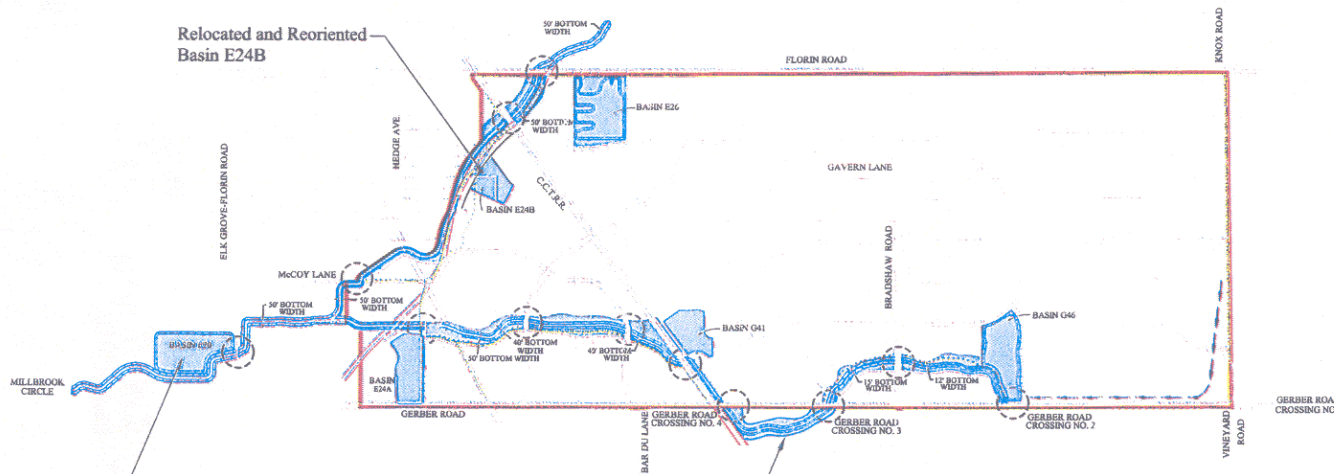 50' BOTTOM
WIDTH
Relocated and Reoriented
Basin E24B
FLORIN ROAD
KNOX ROAD
BASIN E26
50' BOTTOM
WIDTH
HEDGE AVE.
ELK GROVE-FLORIN ROAD
GAVERN LANE
C.C.T.R.R.
BASIN E24B
BRADSHAW ROAD
McCOY LANE
50' BOTTOM
WIDTH
50' BOTTOM
WIDTH
BASIN G41
BASIN G46
40' BOTTOM
WIDTH
45' BOTTOM
WIDTH
50' BOTTOM WIDTH
BASIN
MILLBROOK
CIRCLE
BASIN
E24A
15' BOTTOM
WIDTH
12' BOTTOM
WIDTH
GERBER ROAD
BAR DU LANE
GERBER ROAD
CROSSING NO. 4
GERBER ROAD
CROSSING NO. 3
GERBER ROAD
CROSSING NO. 2
VINEYARD
ROAD
GERBER ROA
CROSSING NO